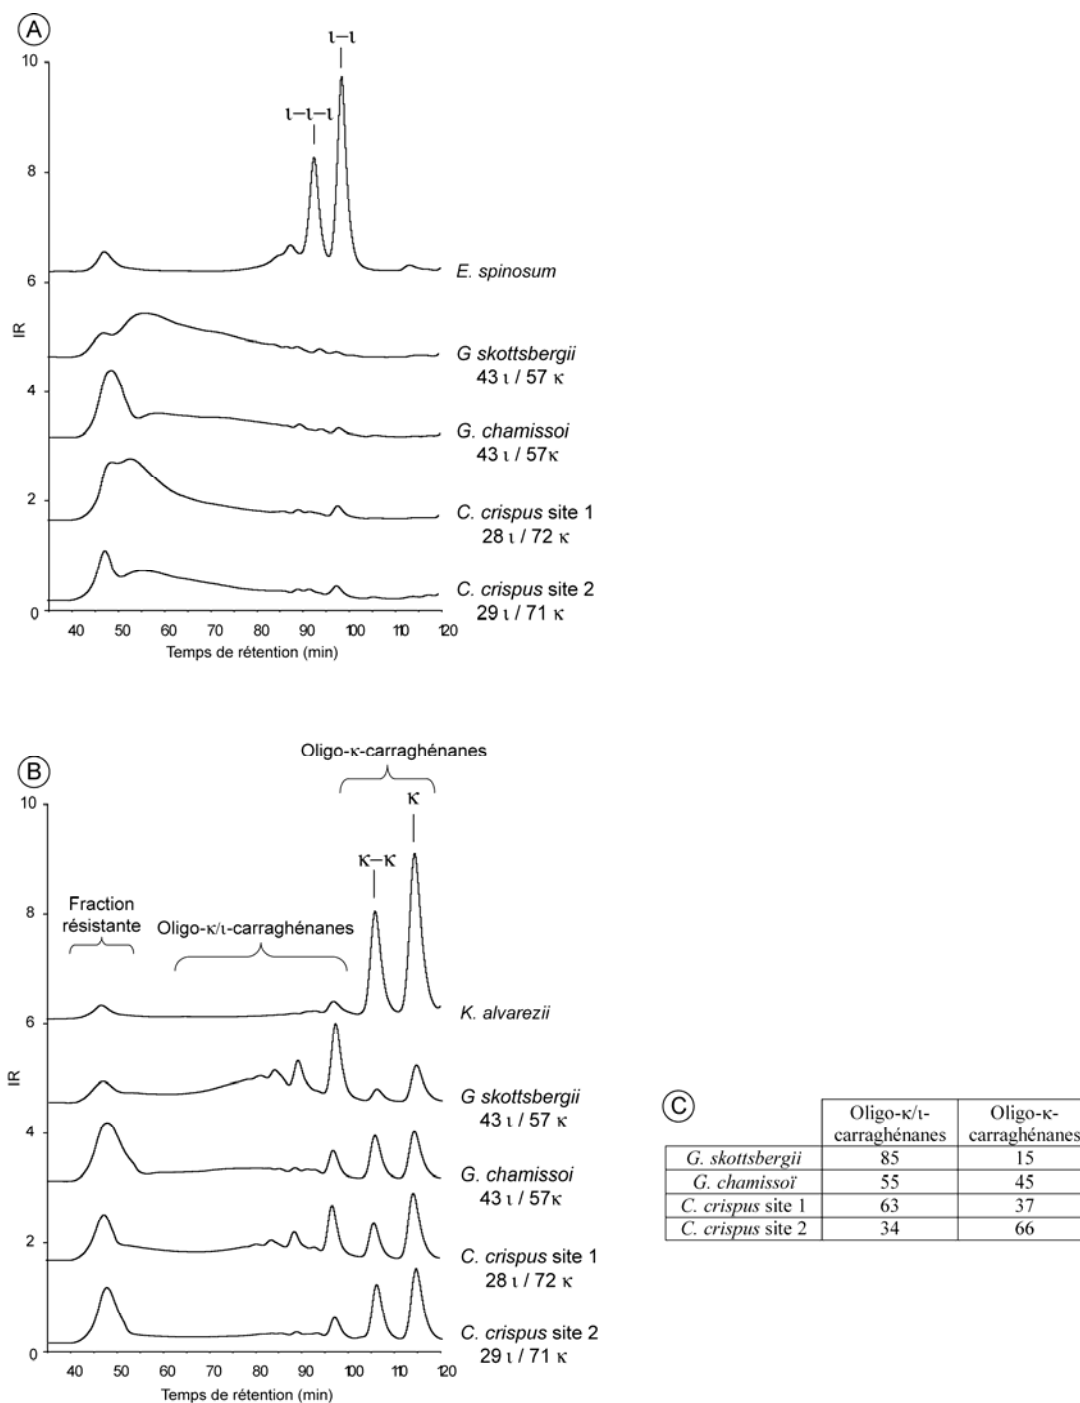 A
ι–ι
ι–ι–ι
10
8
6
4
2
0
IR
E. spinosum
G skottsbergii
43 ι / 57 κ
G. chamissoi
43 ι / 57κ
C. crispus site 1
28 ι / 72 κ
C. crispus site 2
29 ι / 71 κ
40 50 60 70 80 90 100 110 120
Temps de rétention (min)
Oligo-κ-carraghénanes
B
κ
κ–κ
Fraction
résistante
Oligo-κ/ι-carraghénanes
10
8
6
4
2
0
IR
K. alvarezii
G skottsbergii
43 ι / 57 κ
G. chamissoi
43 ι / 57κ
C. crispus site 1
28 ι / 72 κ
C. crispus site 2
29 ι / 71 κ
40 50 60 70 80 90 100 110 120
Temps de rétention (min)
C
Oligo-κ/ι- Oligo-κ-
carraghénanes carraghénanes
G. skottsbergii 85 15
G. chamissoï 55 45
C. crispus site 1 63 37
C. crispus site 2 34 66